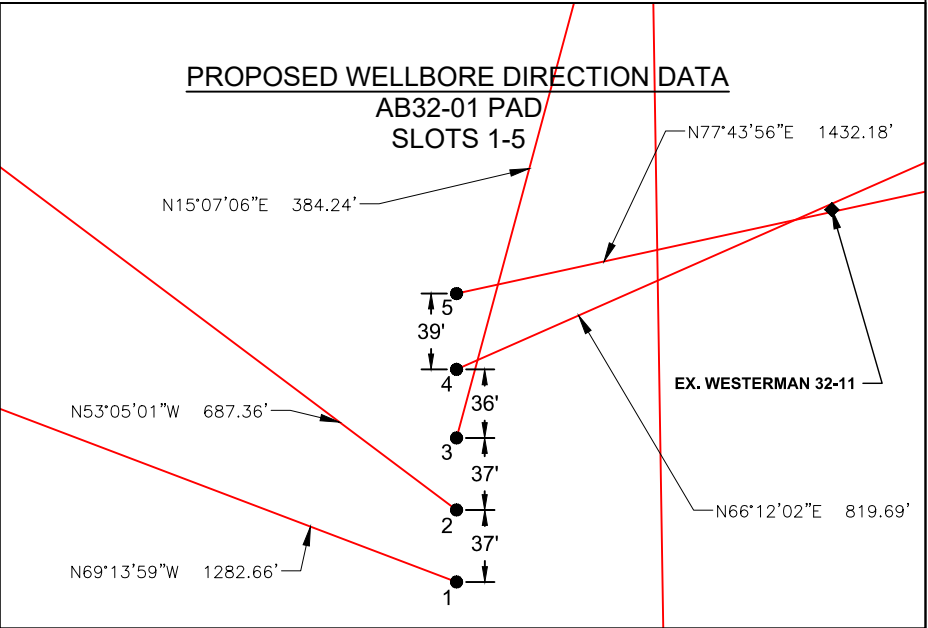 PROPOSED WELLBORE DIRECTION DATA
AB32-01 PAD
SLOTS 1-5
N77°43'56"E 1432.18'
N15°07'06"E 384.24'
5
39'
4
EX. WESTERMAN 32-11
36'
N53°05'01"W 687.36'
3
37'
N66°12'02"E 819.69'
2
37'
N69°13'59"W 1282.66'
1